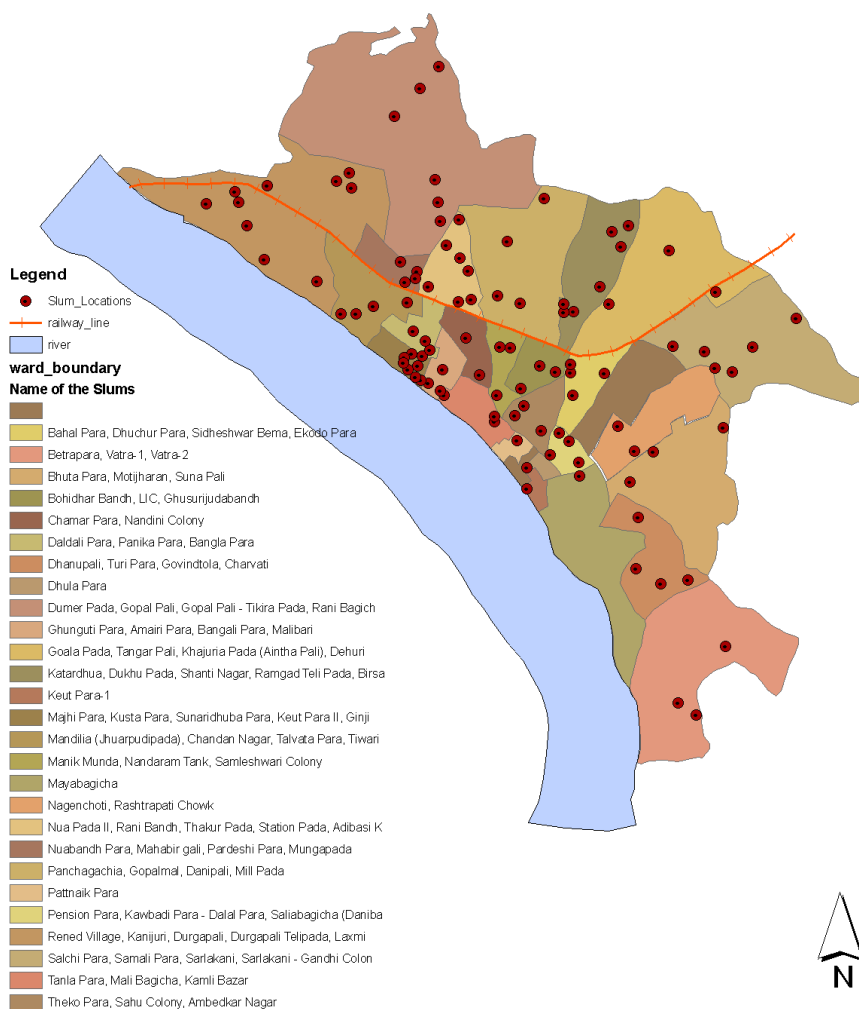 Legend
Slum_Locations
railway_line
river
ward_boundary
Name of the Slums
Bahal Para, Dhuchur Para, Sidheshwar Bema, Ekodo Para
Betrapara, Vatra-1, Vatra-2
Bhuta Para, Motijharan, Suna Pali
Bohidhar Bandh, LIC, Ghusurijudabandh
Chamar Para, Nandini Colony
Daldali Para, Panika Para, Bangla Para
Dhanupali, Turi Para, Govindtola, Charvati
Dhula Para
Dumer Pada, Gopal Pali, Gopal Pali - Tikira Pada, Rani Bagich
Ghunguti Para, Amairi Para, Bangali Para, Malibari
Goala Pada, Tangar Pali, Khajuria Pada (Aintha Pali), Dehuri
Katardhua, Dukhu Pada, Shanti Nagar, Ramgad Teli Pada, Birsa
Keut Para-1
Majhi Para, Kusta Para, Sunaridhuba Para, Keut Para II, Ginji
Mandilia (Jhuarpudipada), Chandan Nagar, Talvata Para, Tiwari
Manik Munda, Nandaram Tank, Samleshwari Colony
Mayabagicha
Nagenchoti, Rashtrapati Chowk
Nua Pada II, Rani Bandh, Thakur Pada, Station Pada, Adibasi K
Nuabandh Para, Mahabir gali, Pardeshi Para, Mungapada
Panchagachia, Gopalmal, Danipali, Mill Pada
Pattnaik Para
Pension Para, Kawbadi Para - Dalal Para, Saliabagicha (Daniba
Rened Village, Kanijuri, Durgapali, Durgapali Telipada, Laxmi
Salchi Para, Samali Para, Sarlakani, Sarlakani - Gandhi Colon
Tanla Para, Mali Bagicha, Kamli Bazar
Theko Para, Sahu Colony, Ambedkar Nagar
N